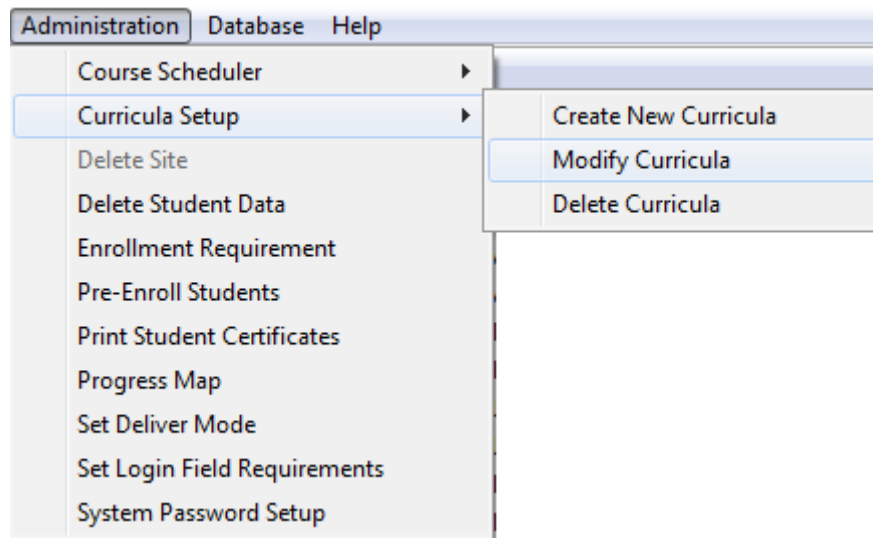 Administration Database Help
Course Scheduler
Curricula Setup
Delete Site
Delete Student Data
Enrollment Requirement
Pre-Enroll Students
Print Student Certificates
Progress Map
Set Deliver Mode
Set Login Field Requirements
System Password Setup
Create New Curricula
Modify Curricula
Delete Curricula